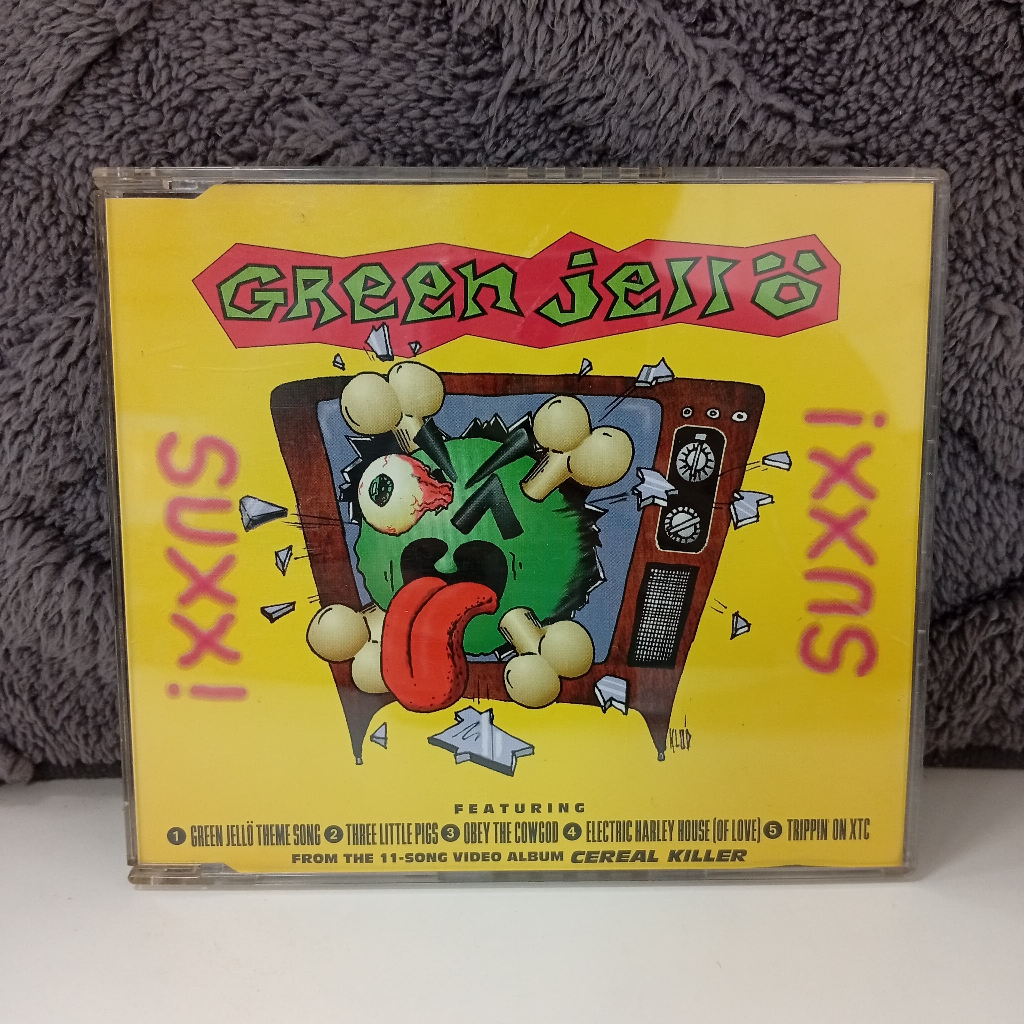 GREEN JELLÖ
SUXX!
SUXX!
KLÖD
FEATURING
1 GREEN JELLÖ THEME SONG 2 THREE LITTLE PIGS 3 OBEY THE COWGOD 4 ELECTRIC HARLEY HOUSE (OF LOVE) 5 TRIPPIN' ON XTC
FROM THE 11-SONG VIDEO ALBUM CEREAL KILLER